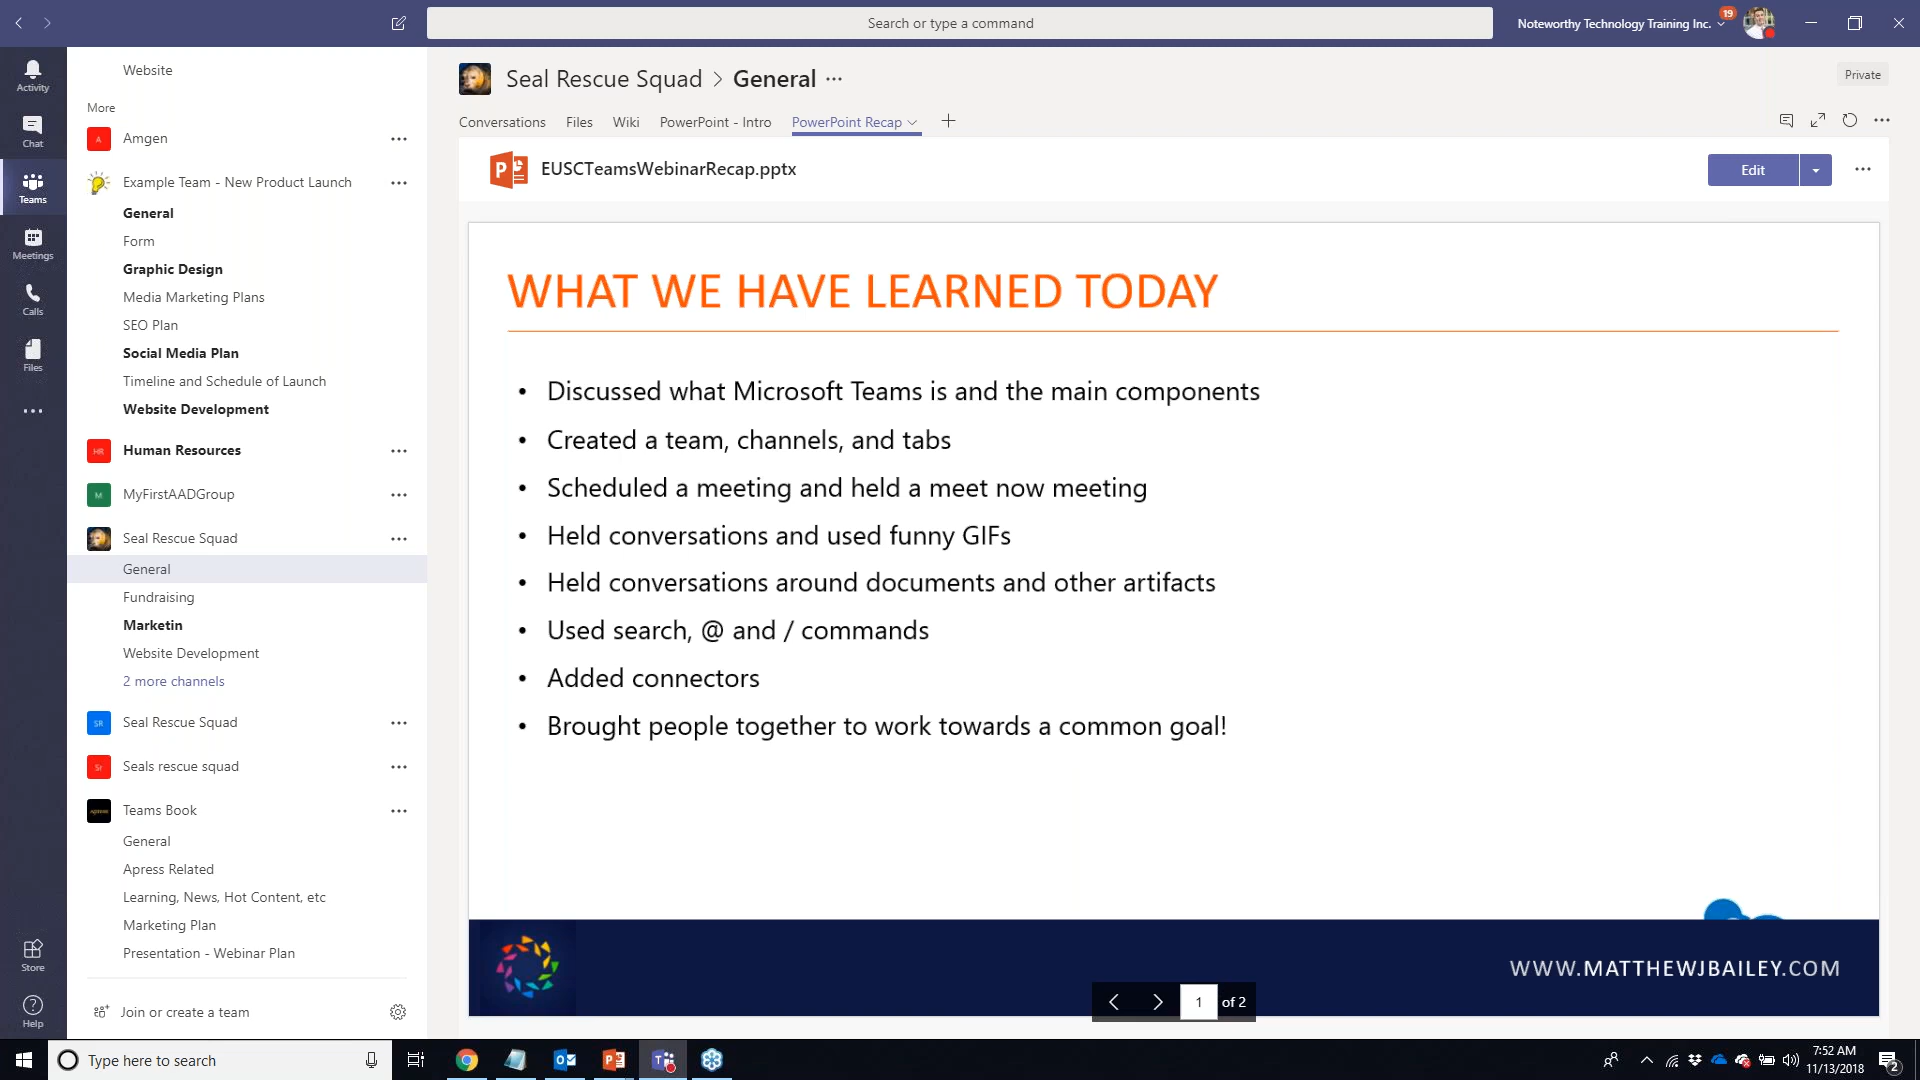 Search or type a command
Noteworthy Technology Training Inc.
19
Activity
Chat
Teams
Meetings
Calls
Files
Store
Help
Website
More
A
Amgen
Example Team - New Product Launch
General
Form
Graphic Design
Media Marketing Plans
SEO Plan
Social Media Plan
Timeline and Schedule of Launch
Website Development
HR
Human Resources
M
MyFirstAADGroup
Seal Rescue Squad
General
Fundraising
Marketin
Website Development
2 more channels
SR
Seal Rescue Squad
Sr
Seals rescue squad
Teams Book
General
Apress Related
Learning, News, Hot Content, etc
Marketing Plan
Presentation - Webinar Plan
Join or create a team
Seal Rescue Squad > General ...
Private
Conversations Files Wiki PowerPoint - Intro PowerPoint Recap
EUSCTeamsWebinarRecap.pptx
Edit
WHAT WE HAVE LEARNED TODAY
• Discussed what Microsoft Teams is and the main components
• Created a team, channels, and tabs
• Scheduled a meeting and held a meet now meeting
• Held conversations and used funny GIFs
• Held conversations around documents and other artifacts
• Used search, @ and / commands
• Added connectors
• Brought people together to work towards a common goal!
WWW.MATTHEWJBAILEY.COM
1 of 2
Type here to search
7:52 AM
11/13/2018
2